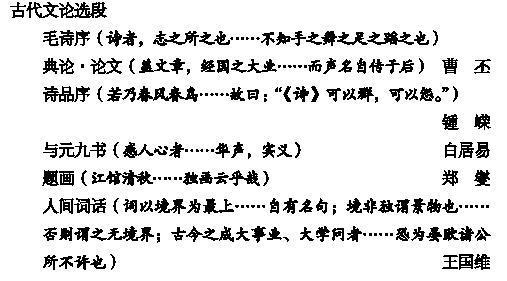 古代文论选段
毛诗序（诗者，志之所之也……不知手之舞之足之蹈之也）
典论·论文（盖文章，经国之大业……而声名自传于后） 曹 丕
诗品序（若乃春风春鸟……故曰：“《诗》可以群，可以怨。”）
锺 嵘
与元九书（感人心者……华声，实义） 白居易
题画（江馆清秋……独画云乎哉） 郑 燮
人间词话（词以境界为最上……自有名句；境非独谓景物也……
否则谓之无境界；古今之成大事业、大学问者……恐为晏欧诸公
所不许也） 王国维